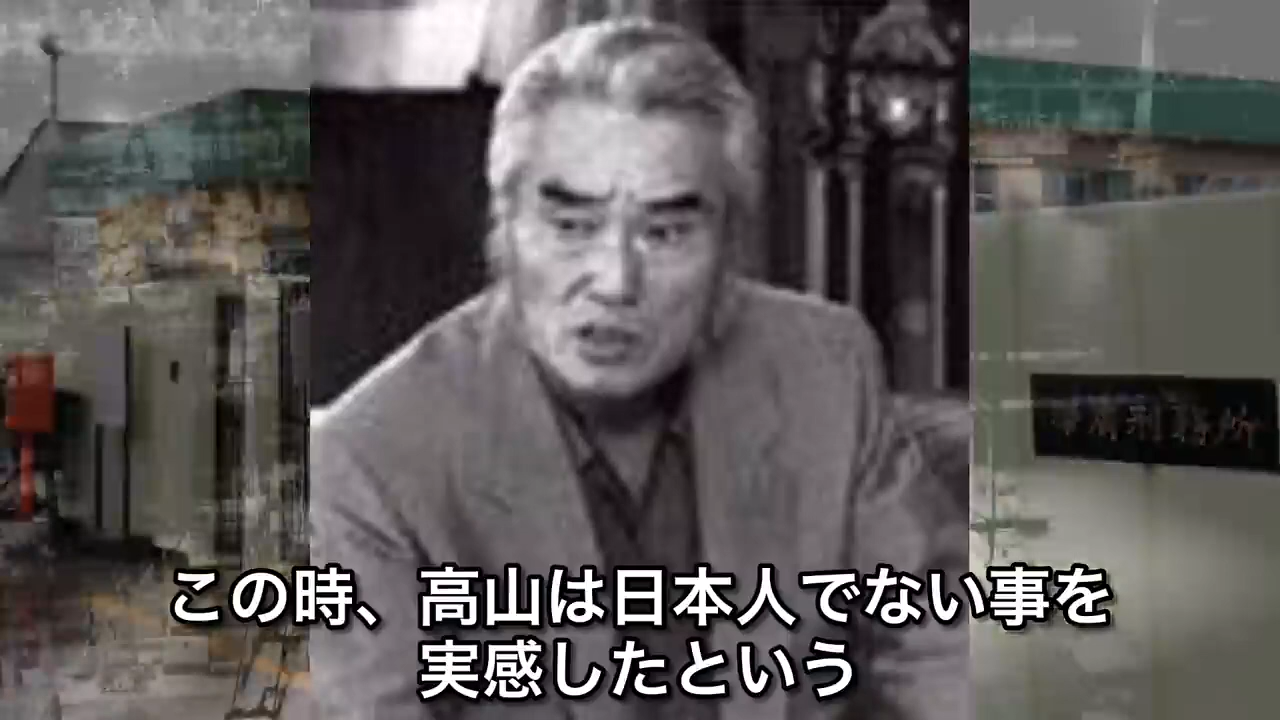 この時、高山は日本人でない事を
実感したという